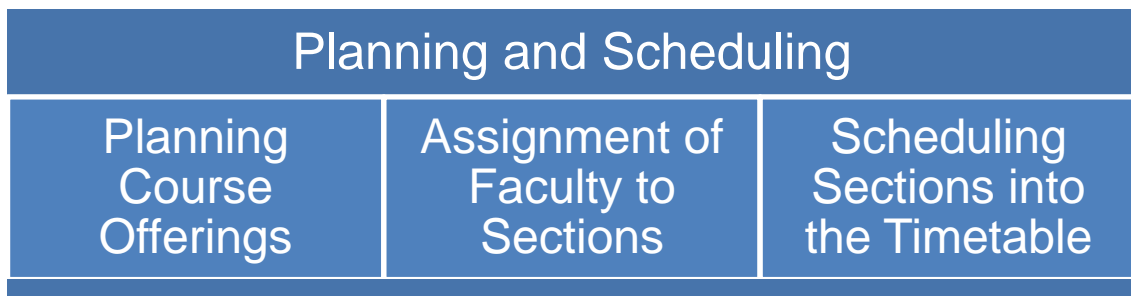 Planning and Scheduling
Planning
Course
Offerings
Assignment of
Faculty to
Sections
Scheduling
Sections into
the Timetable